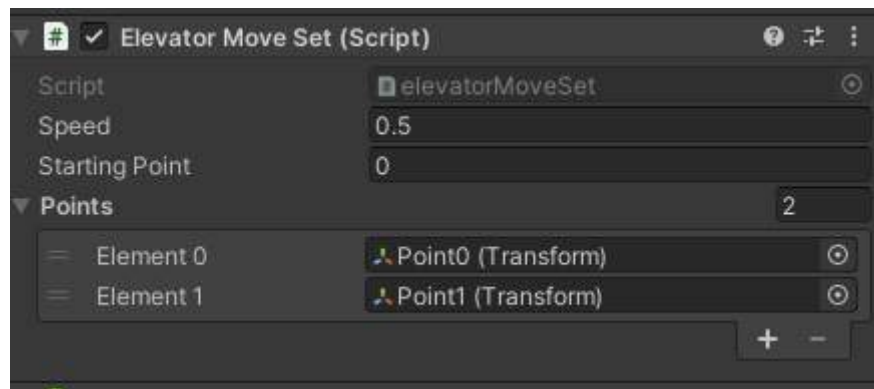 # Elevator Move Set (Script)
Script elevatorMoveSet
Speed 0.5
Starting Point 0
Points 2
Element 0 Point0 (Transform)
Element 1 Point1 (Transform)